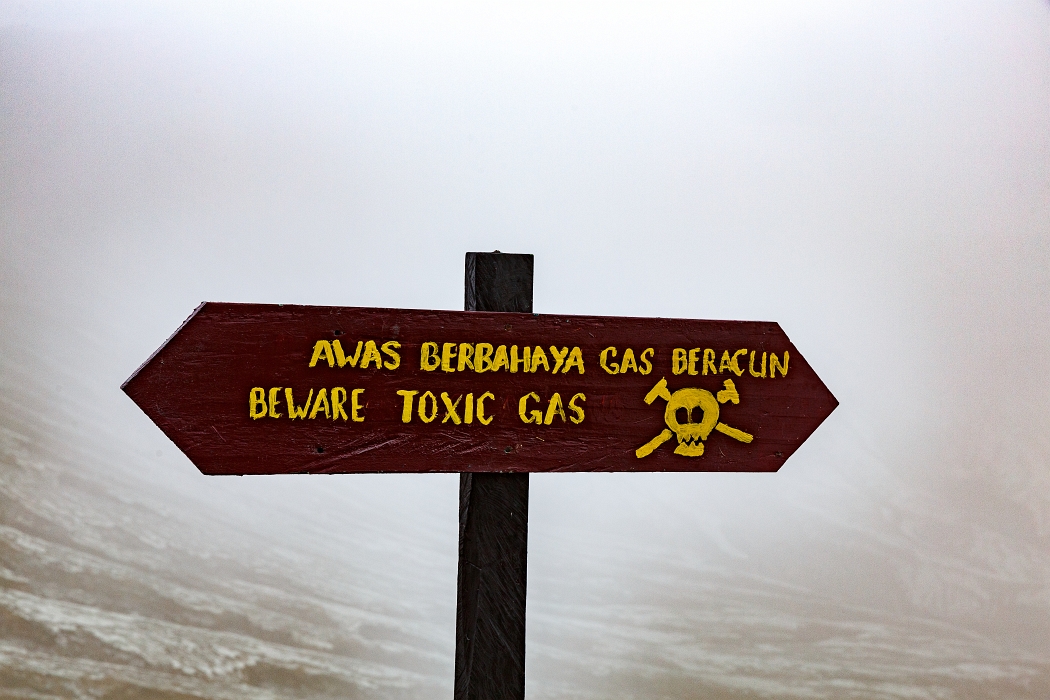 AWAS BERBAHAYA GAS BERACUN
BEWARE TOXIC GAS